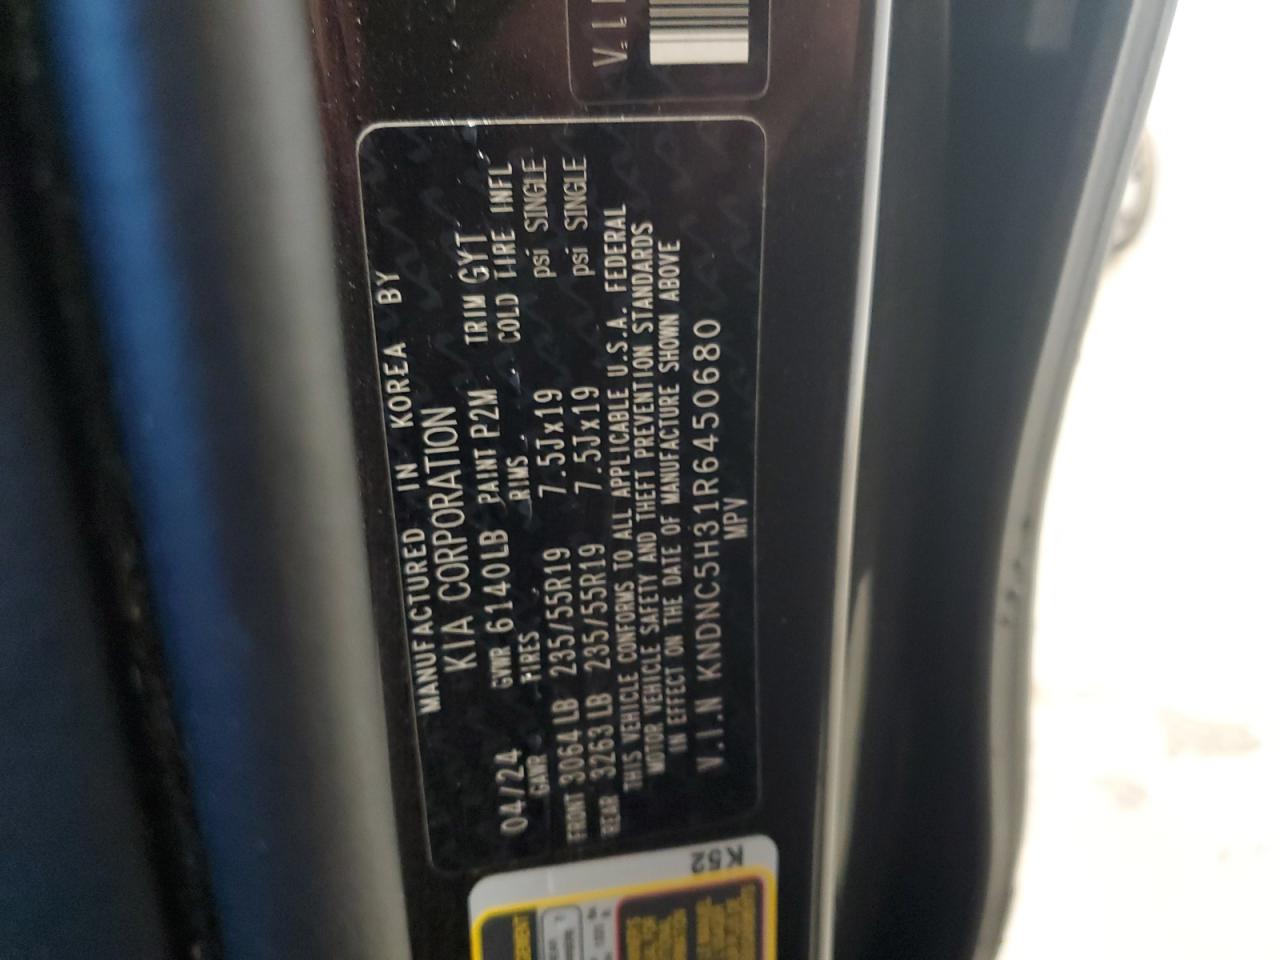 V.I
MANUFACTURED IN KOREA BY
KIA CORPORATION
04/24 GVWR 6140LB PAINT P2M TRIM GYT
GAWR TIRES RIMS COLD TIRE INFL
FRONT 3064LB 235/55R19 7.5Jx19 psi SINGLE
REAR 3263LB 235/55R19 7.5Jx19 psi SINGLE
THIS VEHICLE CONFORMS TO ALL APPLICABLE U.S.A. FEDERAL
MOTOR VEHICLE SAFETY AND THEFT PREVENTION STANDARDS
IN EFFECT ON THE DATE OF MANUFACTURE SHOWN ABOVE
V.I.N KNDNC5H31R6450680
MPV
K52